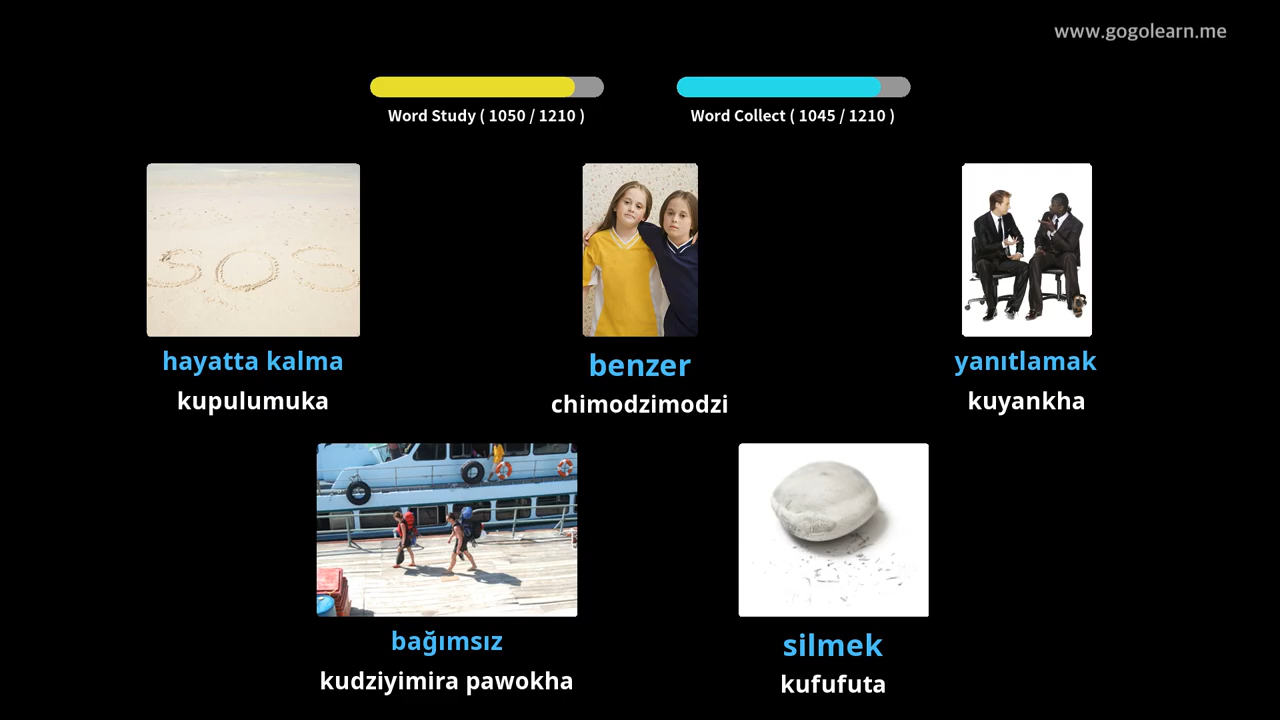 www.gogolearn.me
Word Study ( 1050 / 1210 )
Word Collect ( 1045 / 1210 )
SOS
hayatta kalma
kupulumuka
benzer
chimodzimodzi
yanıtlamak
kuyankha
bağımsız
kudziyimira pawokha
silmek
kufufuta